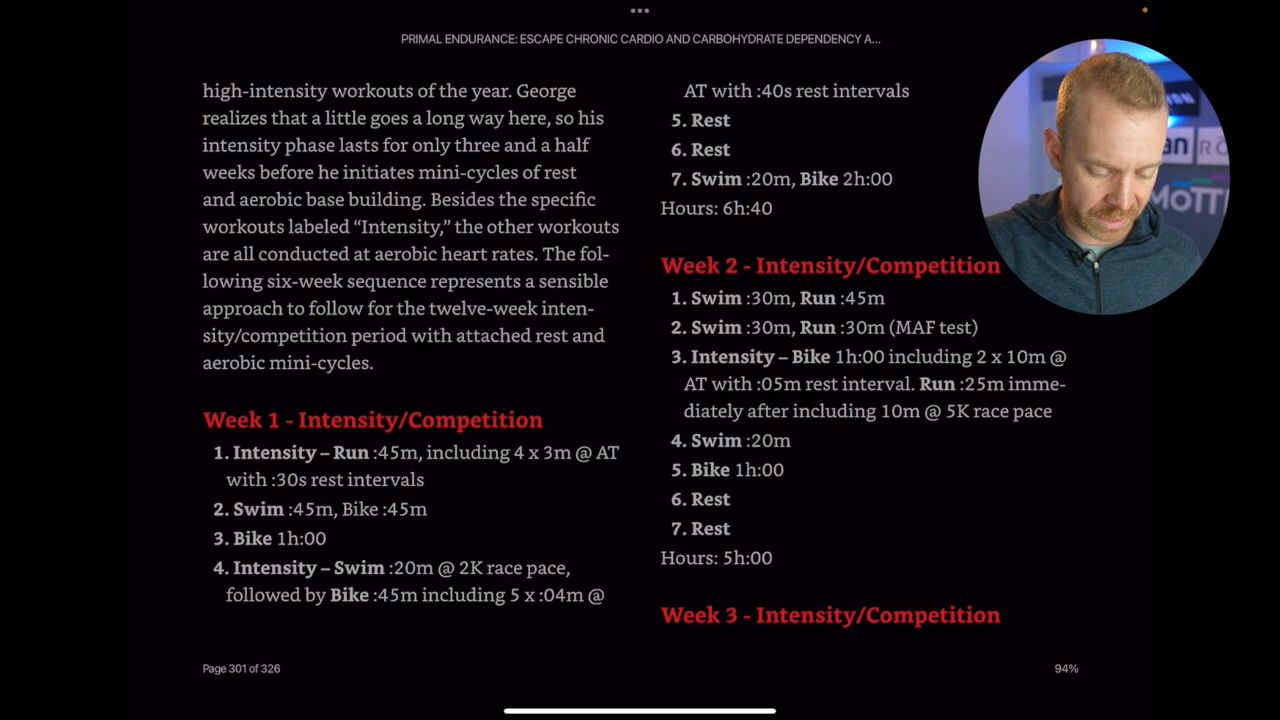 PRIMAL ENDURANCE: ESCAPE CHRONIC CARDIO AND CARBOHYDRATE DEPENDENCY A...
high-intensity workouts of the year. George
realizes that a little goes a long way here, so his
intensity phase lasts for only three and a half
weeks before he initiates mini-cycles of rest
and aerobic base building. Besides the specific
workouts labeled “Intensity,” the other workouts
are all conducted at aerobic heart rates. The fol-
lowing six-week sequence represents a sensible
approach to follow for the twelve-week inten-
sity/competition period with attached rest and
aerobic mini-cycles.
Week 1 - Intensity/Competition
1. Intensity – Run :45m, including 4 x 3m @ AT
with :30s rest intervals
2. Swim :45m, Bike :45m
3. Bike 1h:00
4. Intensity – Swim :20m @ 2K race pace,
followed by Bike :45m including 5 x :04m @
AT with :40s rest intervals
5. Rest
6. Rest
7. Swim :20m, Bike 2h:00
Hours: 6h:40
Week 2 - Intensity/Competition
1. Swim :30m, Run :45m
2. Swim :30m, Run :30m (MAF test)
3. Intensity – Bike 1h:00 including 2 x 10m @
AT with :05m rest interval. Run :25m imme-
diately after including 10m @ 5K race pace
4. Swim :20m
5. Bike 1h:00
6. Rest
7. Rest
Hours: 5h:00
Week 3 - Intensity/Competition
Page 301 of 326
94%